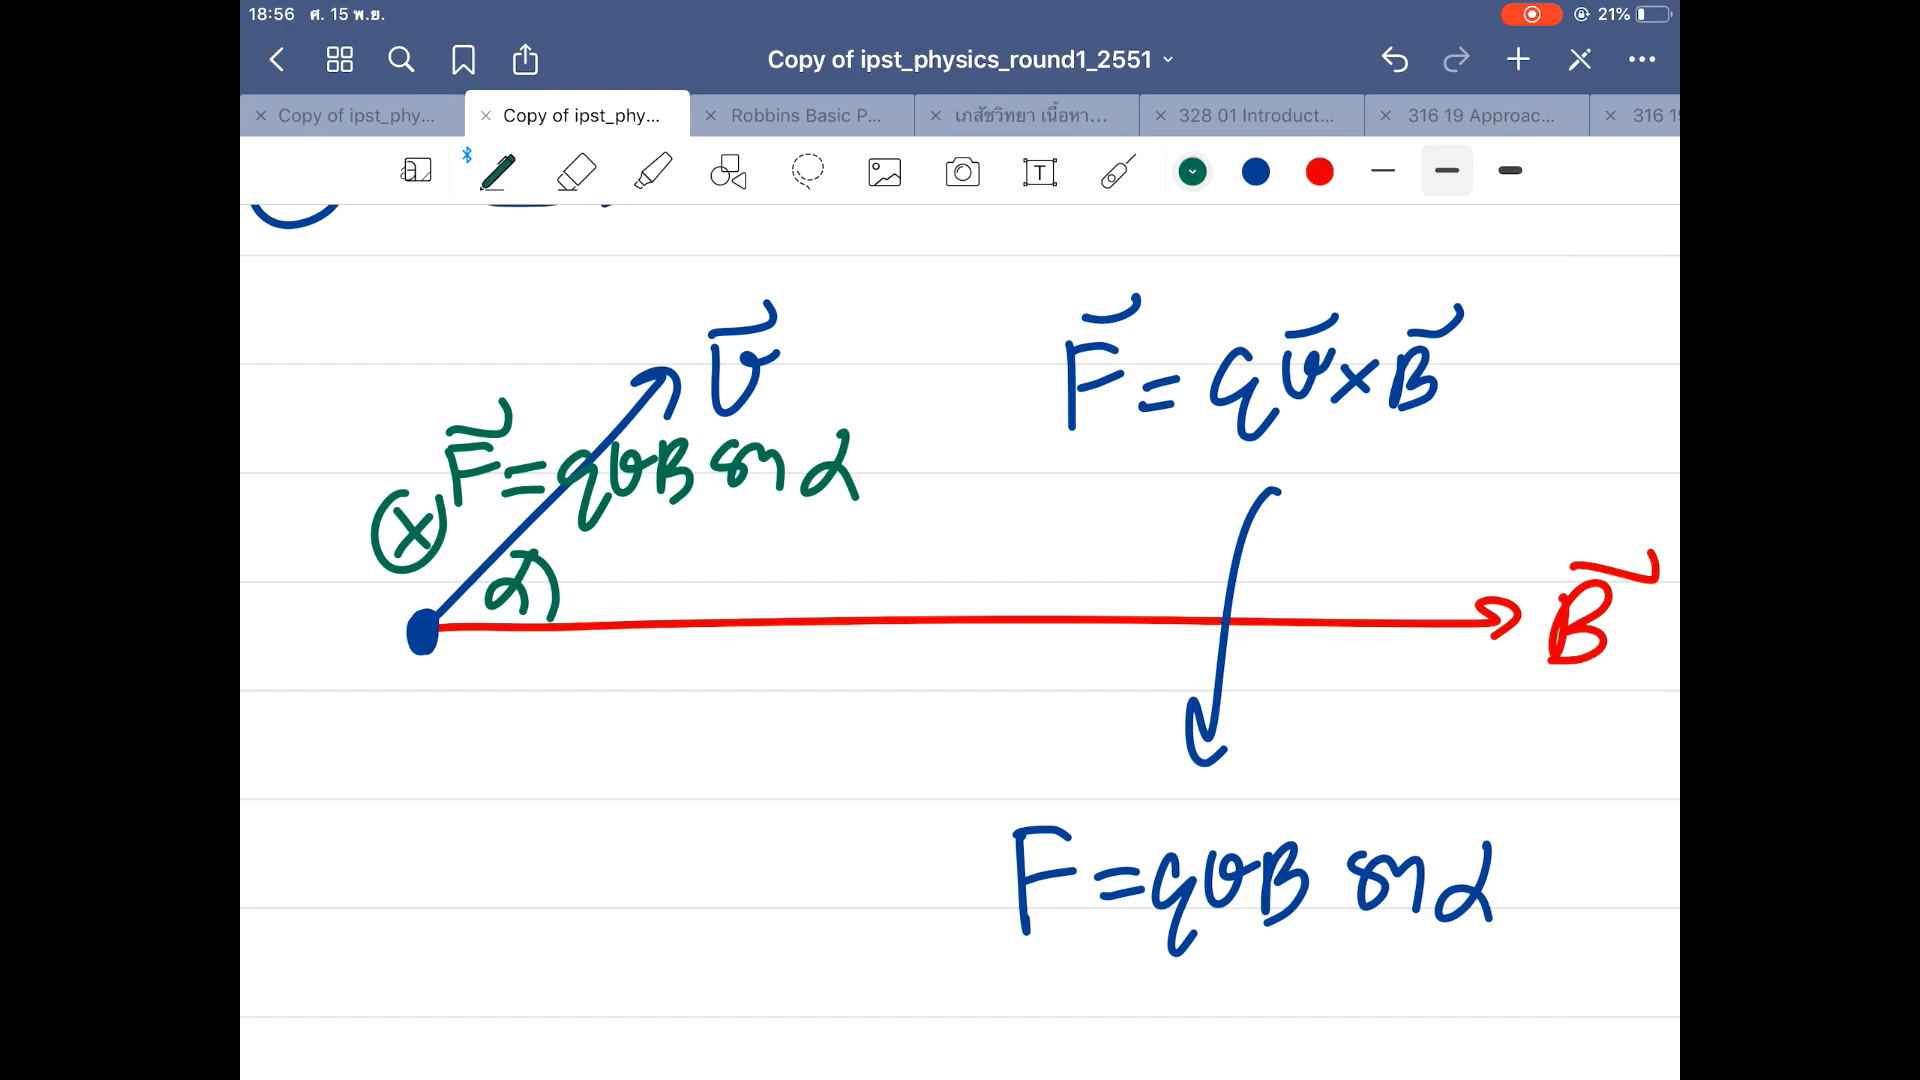 18:56 ศ. 15 พ.ย. 21%
Copy of ipst_physics_round1_2551
Copy of ipst_phy...
Copy of ipst_phy...
Robbins Basic P...
เภสัชวิทยา เนื้อหา...
328 01 Introduct...
316 19 Approac...
316 19
a
T
v⃗
F⃗ = qv⃗ × B⃗
F⃗ = qvB sin α
⊗
α
B⃗
F = qvB sin α